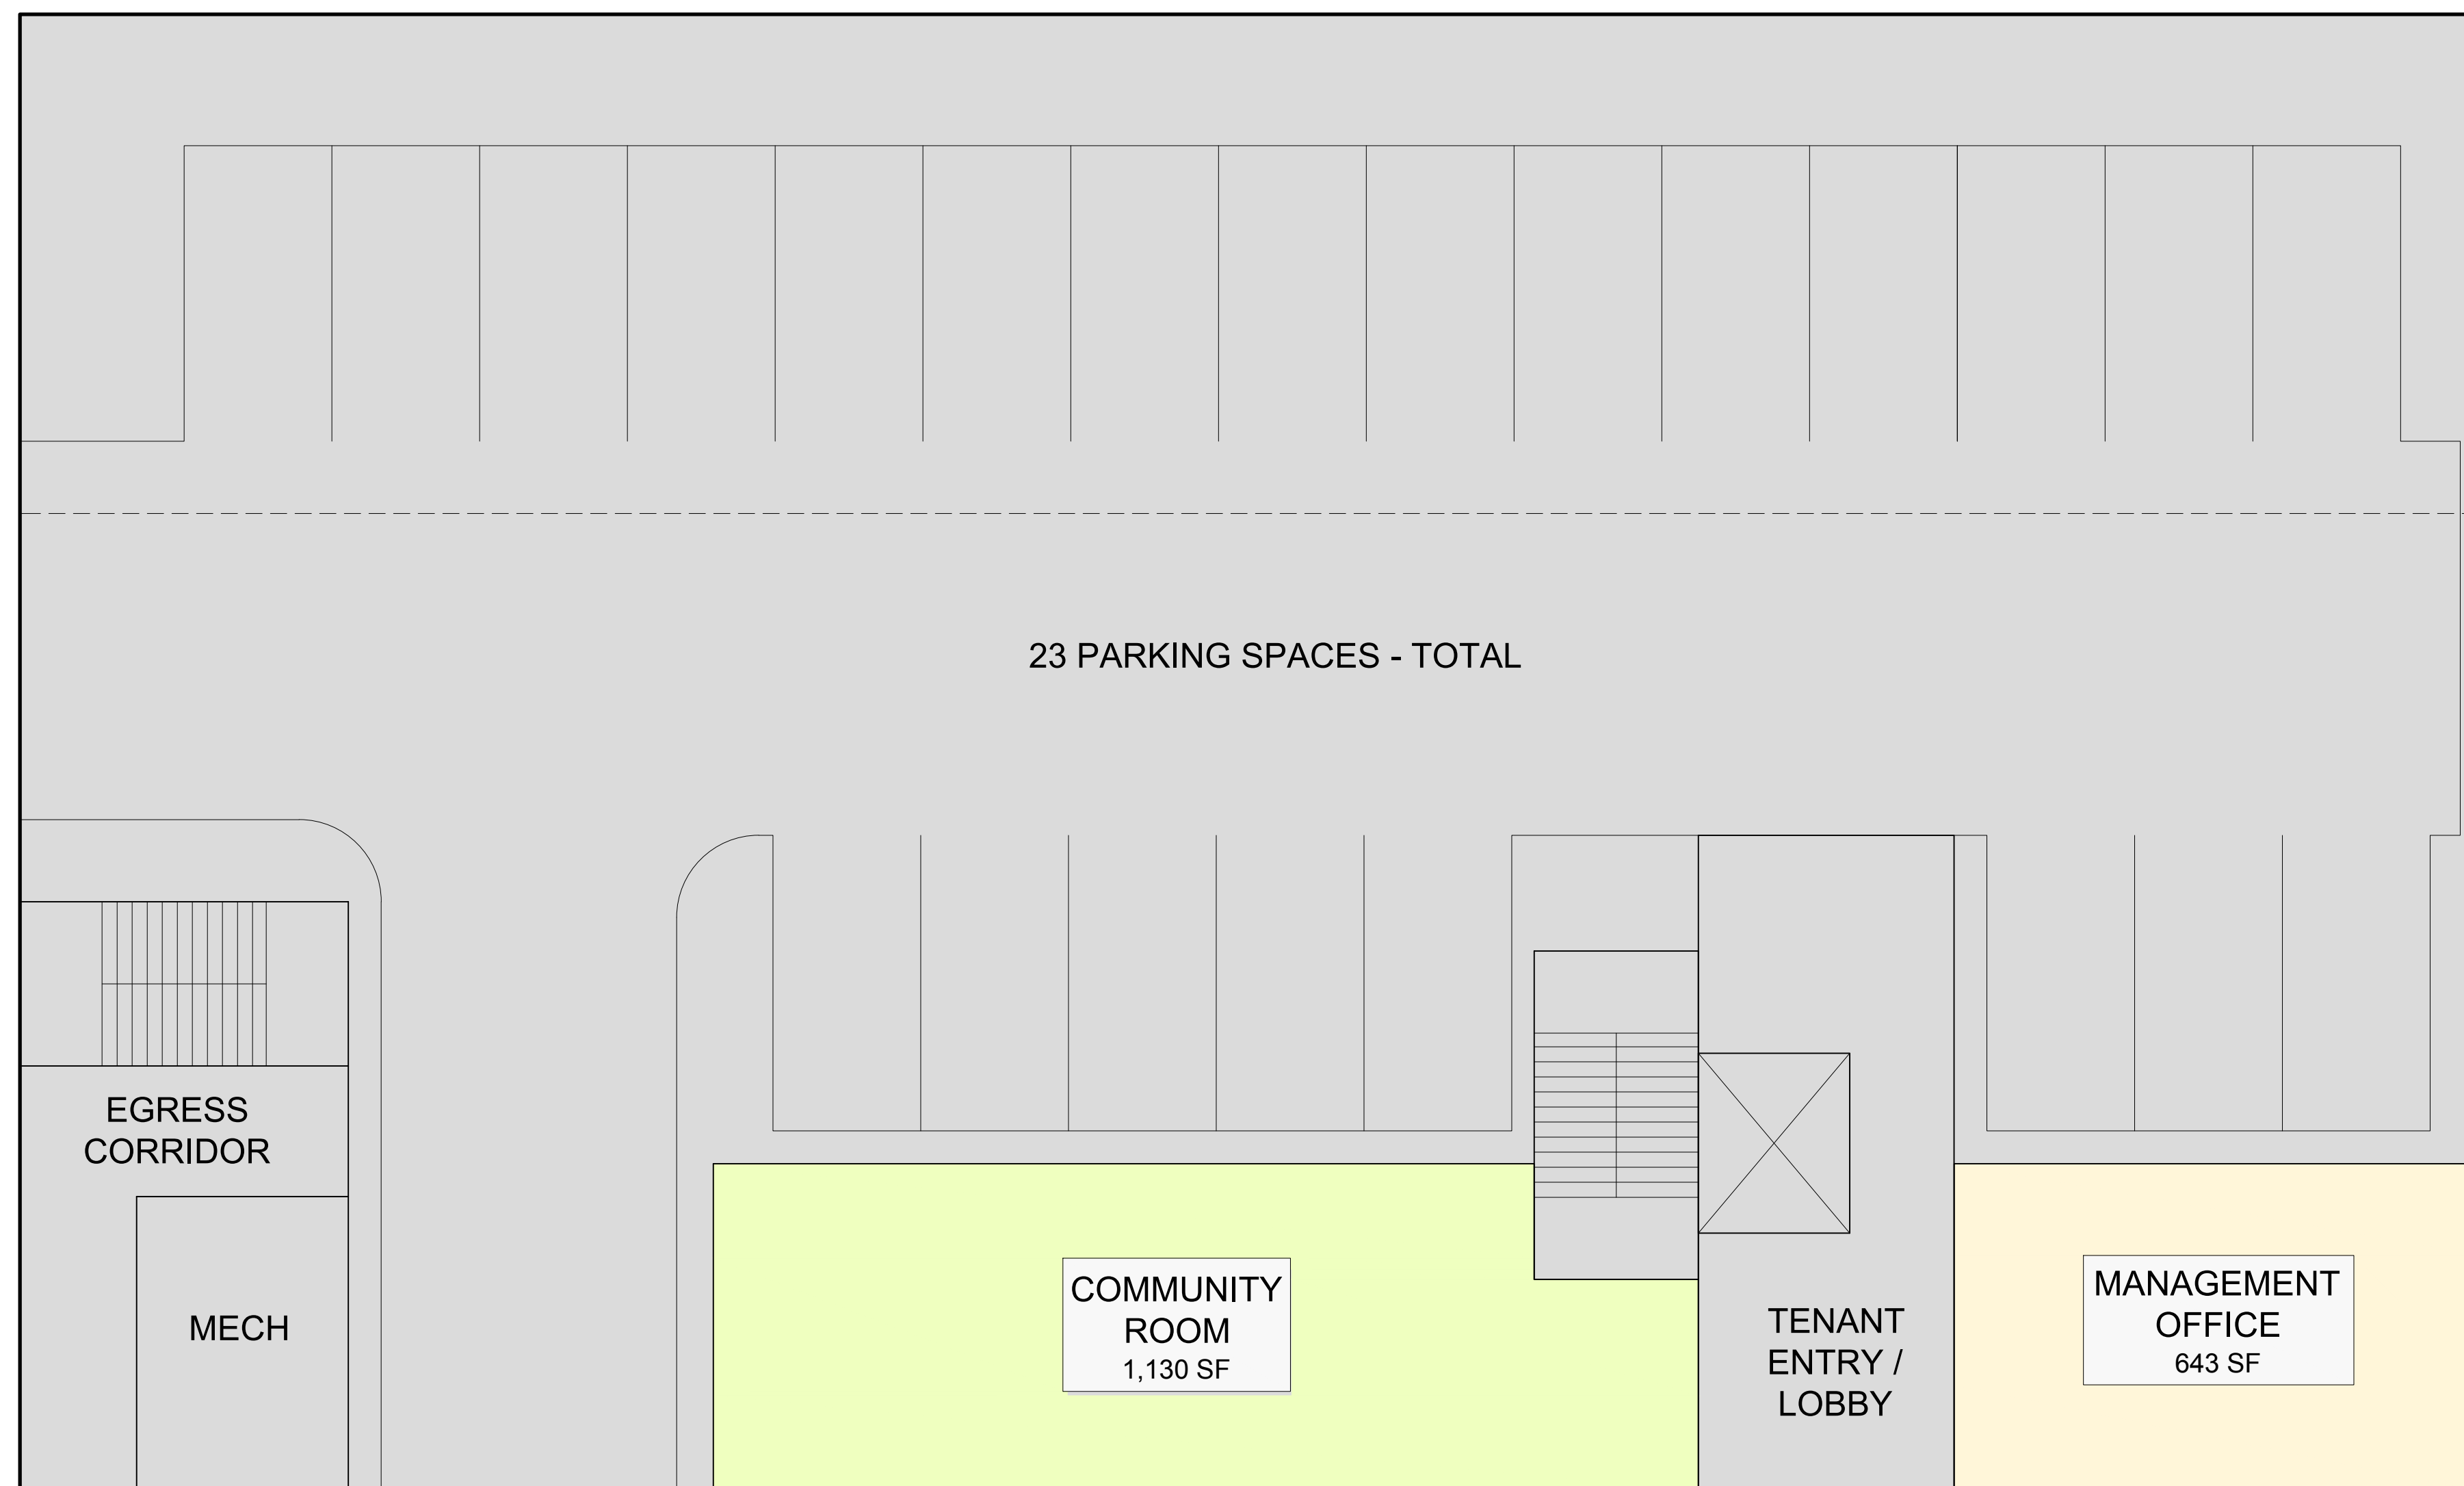 23 PARKING SPACES - TOTAL
EGRESS
CORRIDOR
MECH
COMMUNITY
ROOM
1,130 SF
TENANT
ENTRY /
LOBBY
MANAGEMENT
OFFICE
643 SF